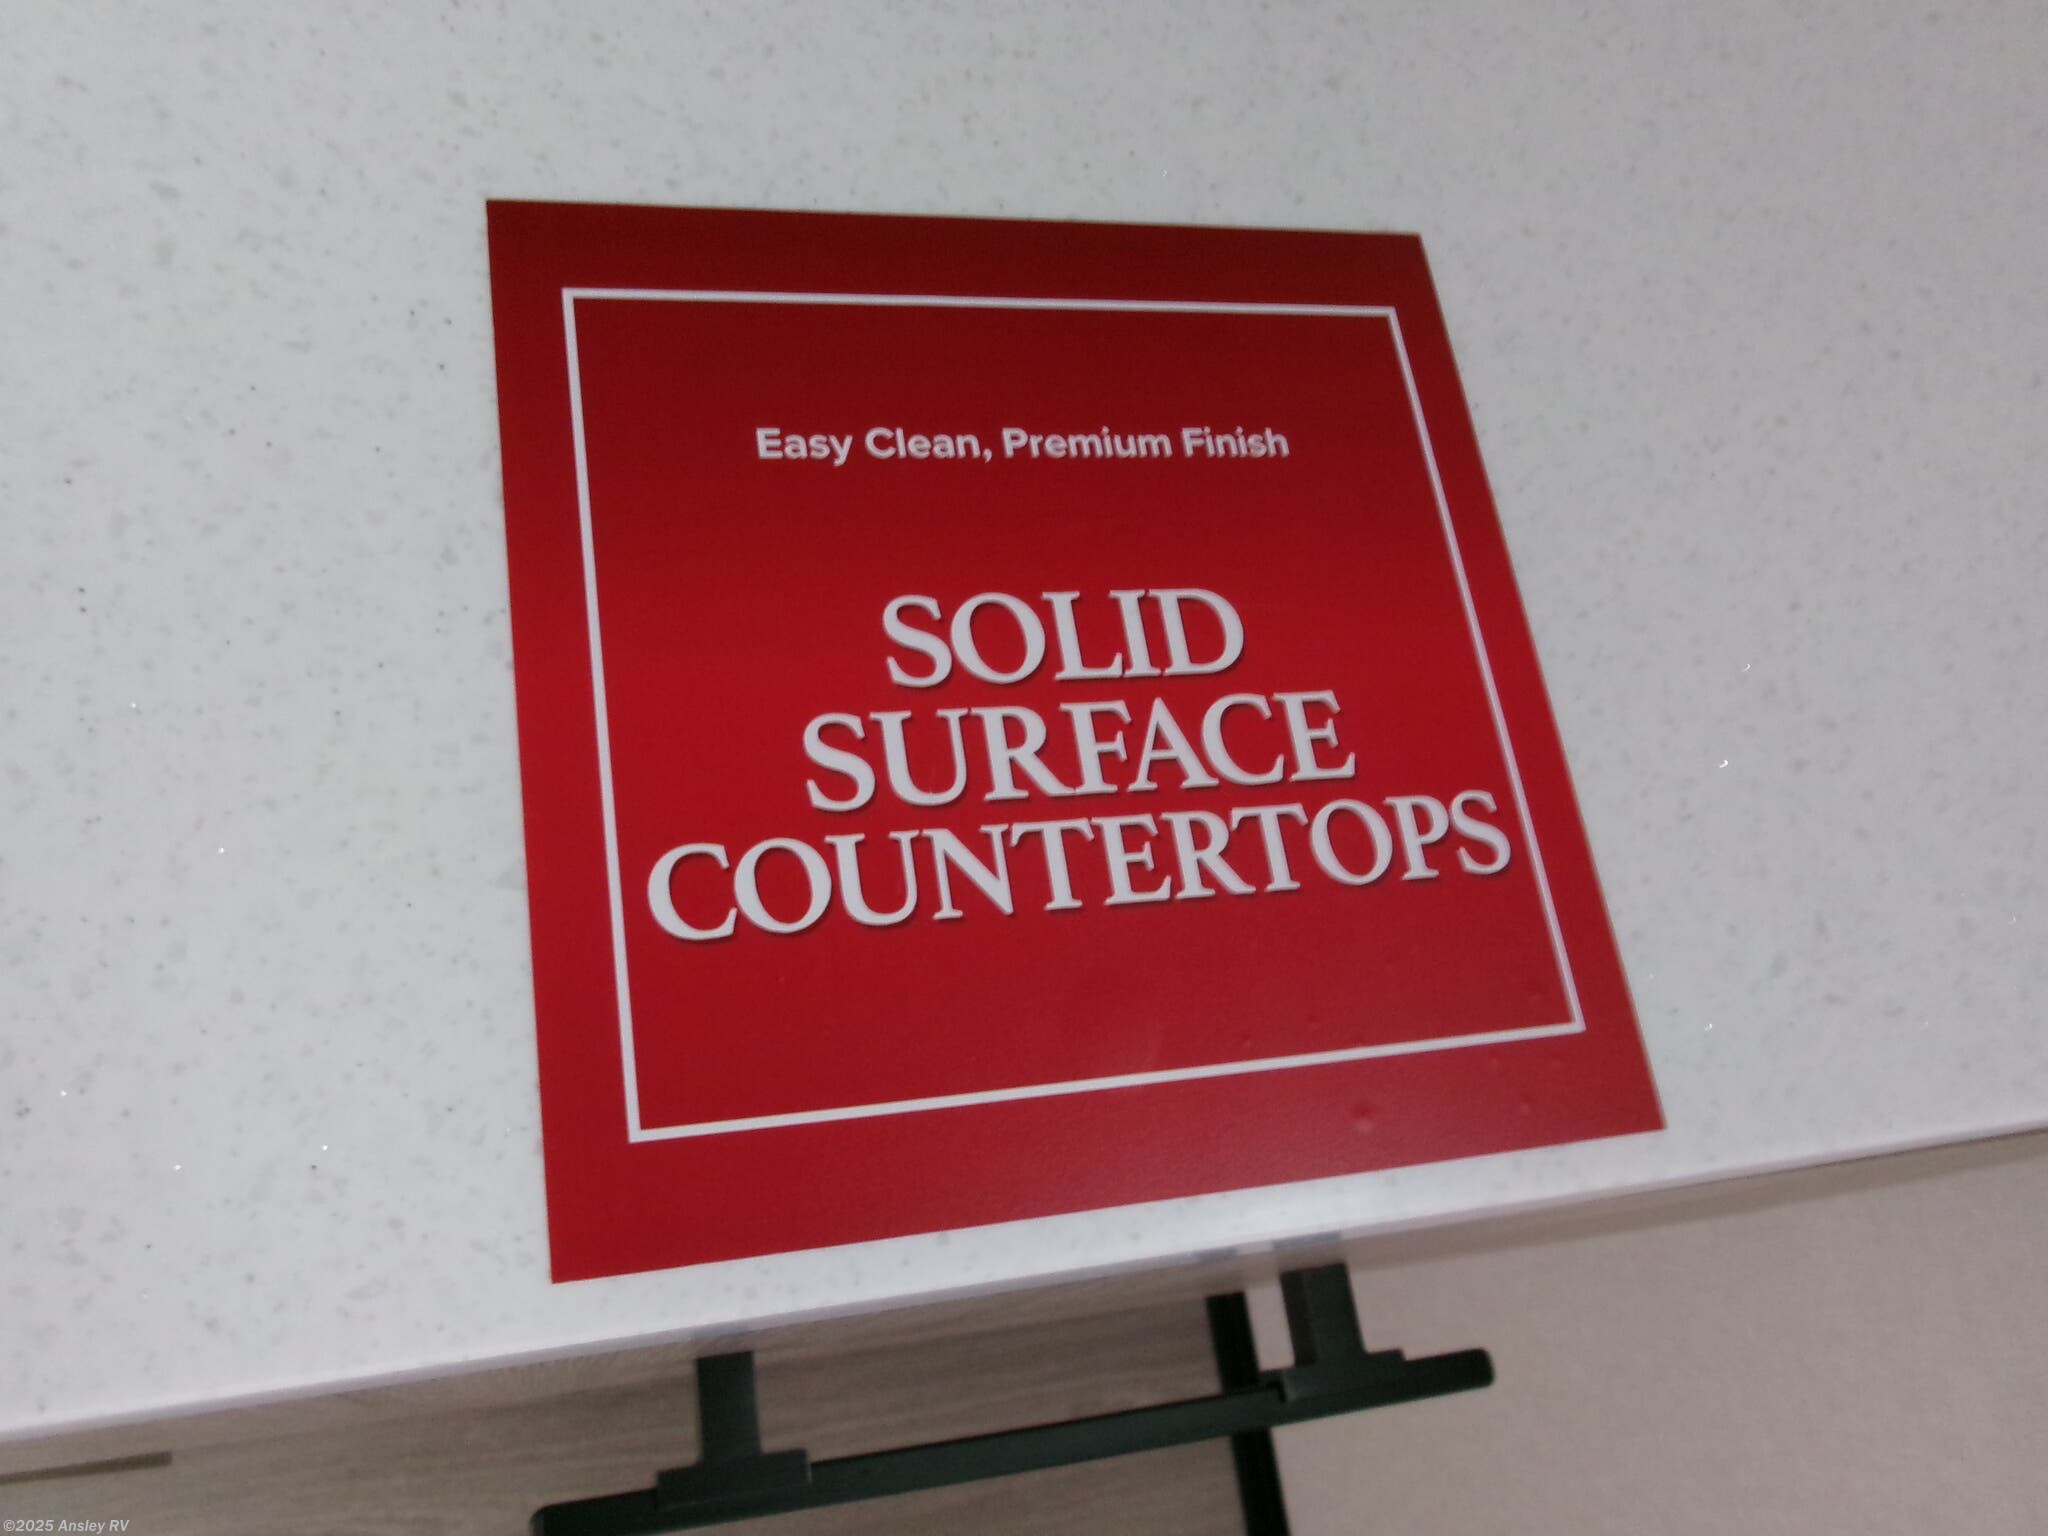 Easy Clean, Premium Finish
SOLID
SURFACE
COUNTERTOPS
©2025 Ansley RV